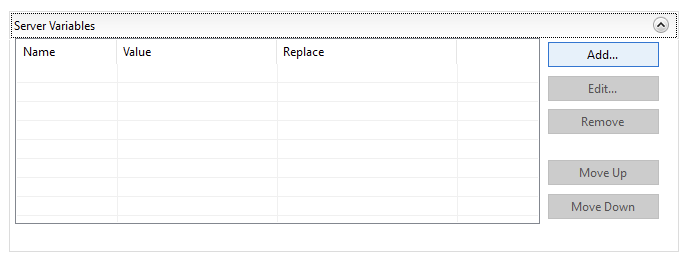 Server Variables
Name Value Replace
Add...
Edit...
Remove
Move Up
Move Down